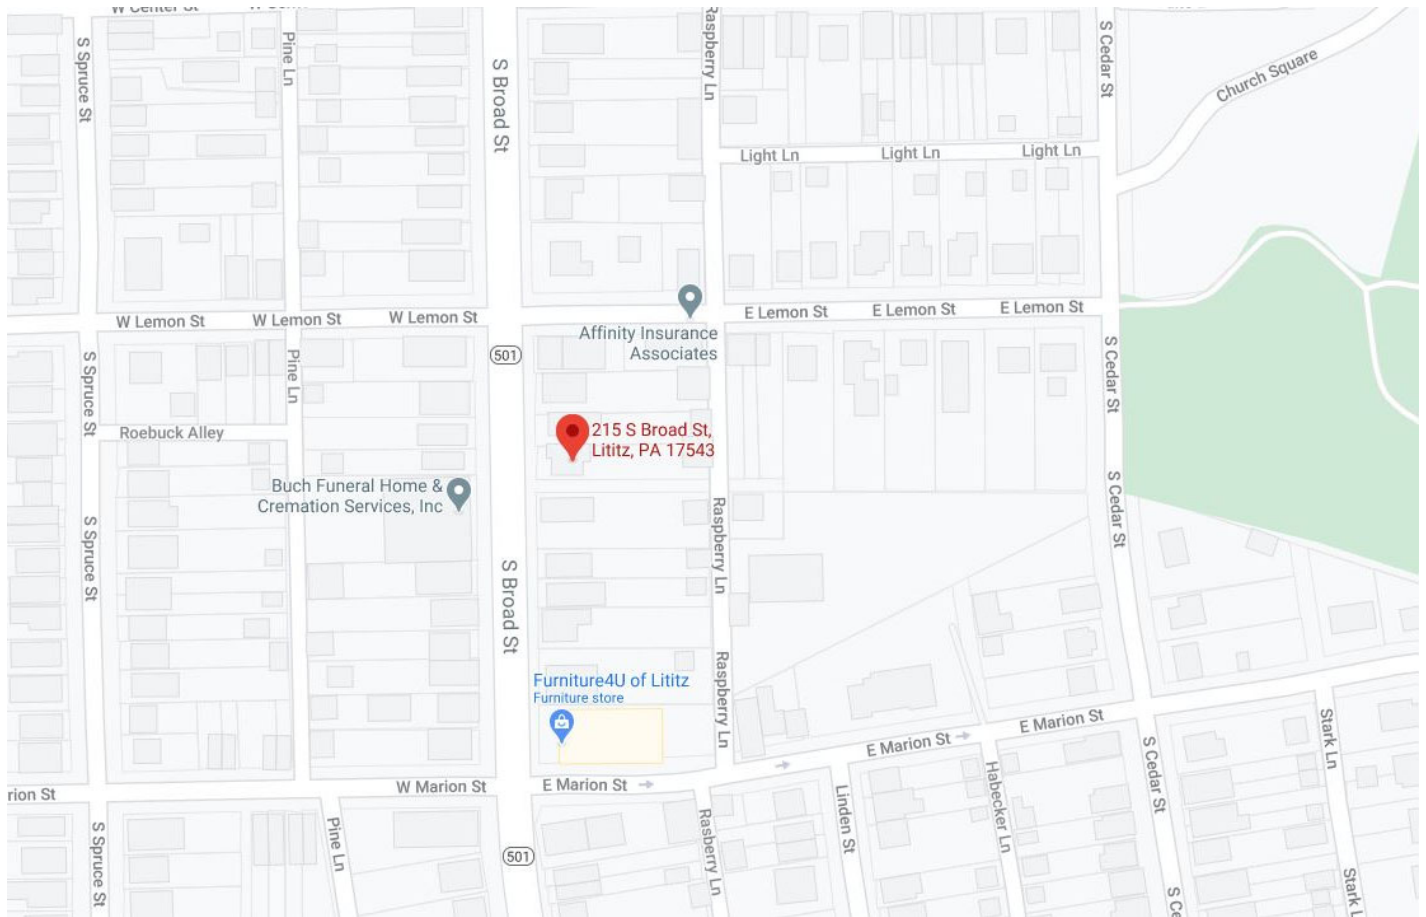 W Center St
S Spruce St
Pine Ln
S Broad St
Raspberry Ln
S Cedar St
Church Square
Light Ln
Light Ln
Light Ln
W Lemon St
W Lemon St
W Lemon St
E Lemon St
E Lemon St
E Lemon St
Affinity Insurance
Associates
501
S Spruce St
Pine Ln
S Cedar St
Roebuck Alley
215 S Broad St,
Lititz, PA 17543
Buch Funeral Home &
Cremation Services, Inc
S Spruce St
S Broad St
Raspberry Ln
S Cedar St
Furniture4U of Lititz
Furniture store
Raspberry Ln
E Marion St
E Marion St
Stark Ln
rion St
W Marion St
E Marion St
S Cedar St
Habecker Ln
Linden St
S Spruce St
Pine Ln
501
Rasberry Ln
Stark L
S Ce